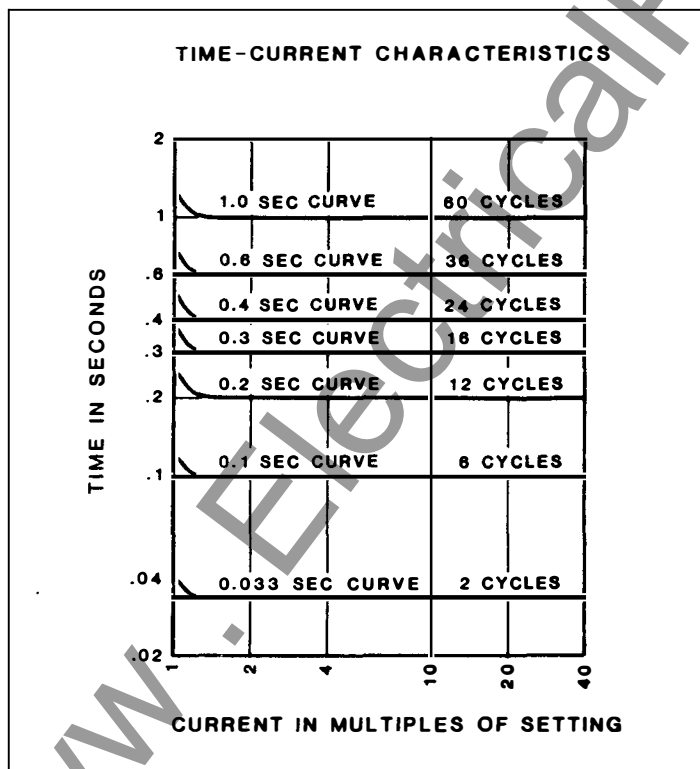 TIME-CURRENT CHARACTERISTICS
2
1.0 SEC CURVE 60 CYCLES
1
0.6 SEC CURVE 36 CYCLES
.6
0.4 SEC CURVE 24 CYCLES
.4
0.3 SEC CURVE 16 CYCLES
.3
0.2 SEC CURVE 12 CYCLES
.2
0.1 SEC CURVE 6 CYCLES
.1
.04
0.033 SEC CURVE 2 CYCLES
.02
1 2 4 10 20 40
TIME IN SECONDS
CURRENT IN MULTIPLES OF SETTING
w . Electrical